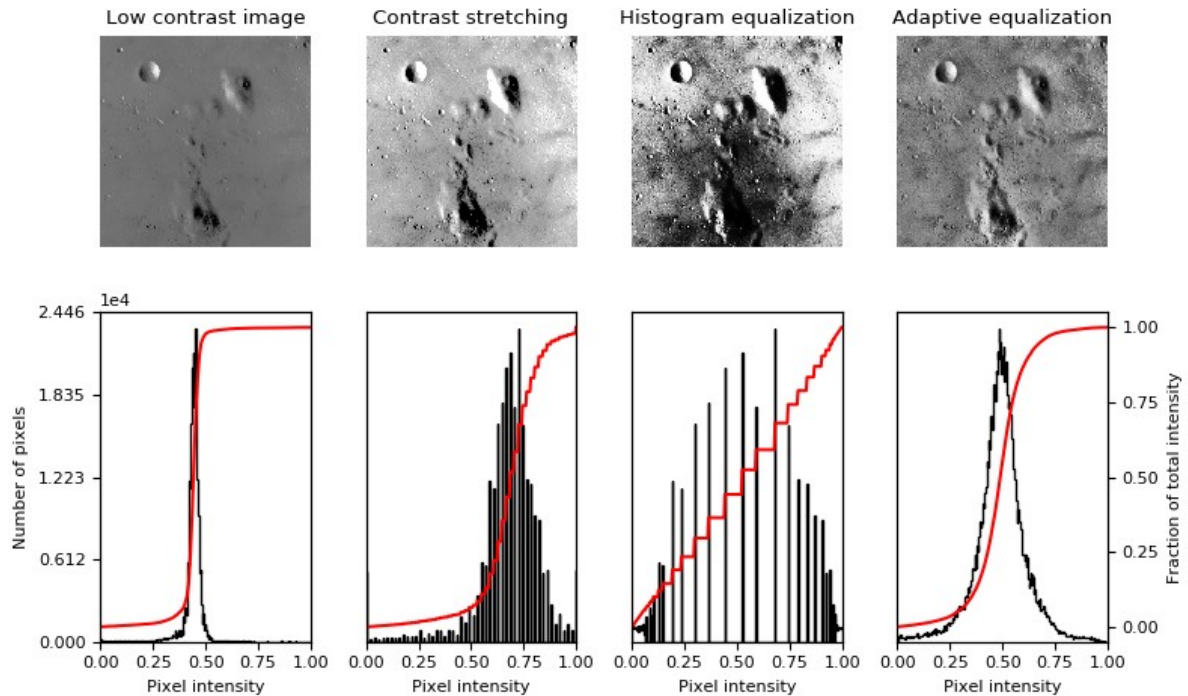 Low contrast image
Contrast stretching
Histogram equalization
Adaptive equalization
1e4
2.446
1.835
1.223
0.612
0.000
Number of pixels
0.00 0.25 0.50 0.75 1.00
Pixel intensity
0.00 0.25 0.50 0.75 1.00
Pixel intensity
0.00 0.25 0.50 0.75 1.00
Pixel intensity
0.00 0.25 0.50 0.75 1.00
Pixel intensity
1.00
0.75
0.50
0.25
0.00
Fraction of total intensity